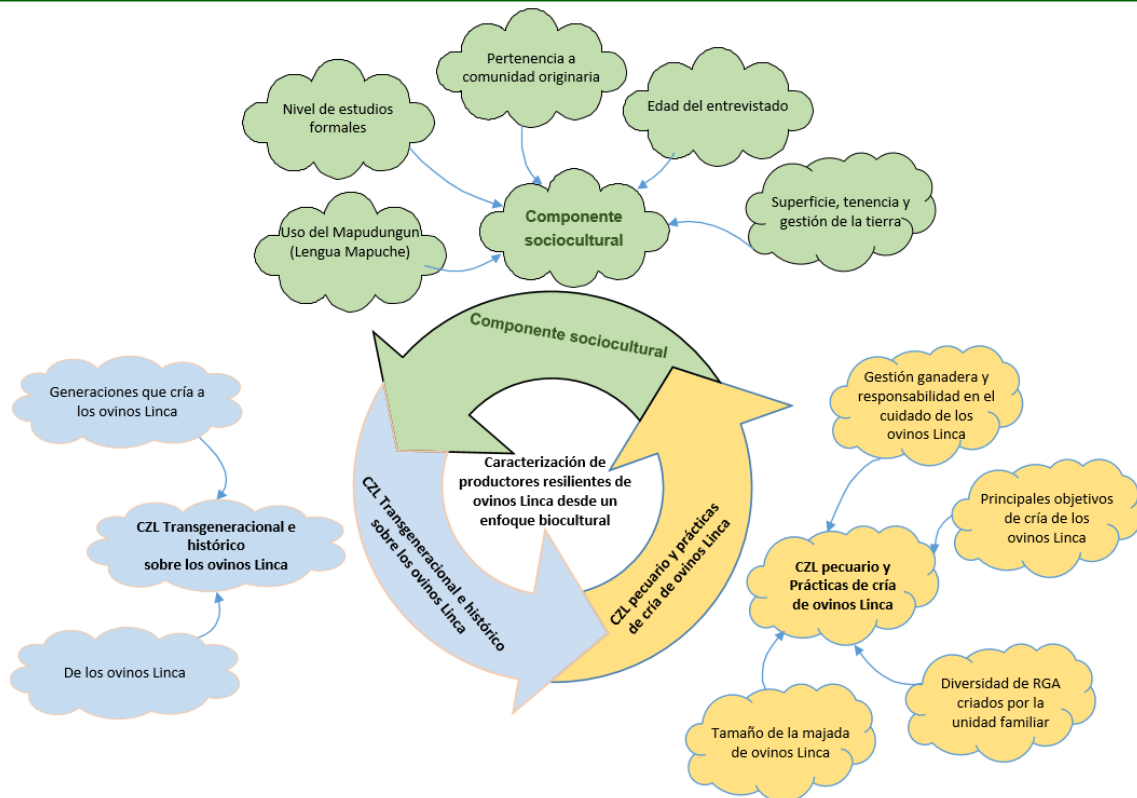 Pertenencia a
comunidad originaria
Nivel de estudios
formales
Edad del entrevistado
Superficie, tenencia y
gestión de la tierra
Uso del Mapudungun
(Lengua Mapuche)
Componente
sociocultural
Componente sociocultural
Generaciones que cría a
los ovinos Linca
CZL Transgeneracional e
histórico
sobre los ovinos Linca
De los ovinos Linca
CZL Transgeneracional e histórico
sobre los ovinos Linca
Caracterización de
productores resilientes de
ovinos Linca desde un
enfoque biocultural
CZL pecuario y prácticas
de cría de ovinos Linca
Gestión ganadera y
responsabilidad en el
cuidado de los
ovinos Linca
Principales objetivos
de cría de los
ovinos Linca
CZL pecuario y
Prácticas de cría
de ovinos Linca
Diversidad de RGA
criados por la
unidad familiar
Tamaño de la majada
de ovinos Linca